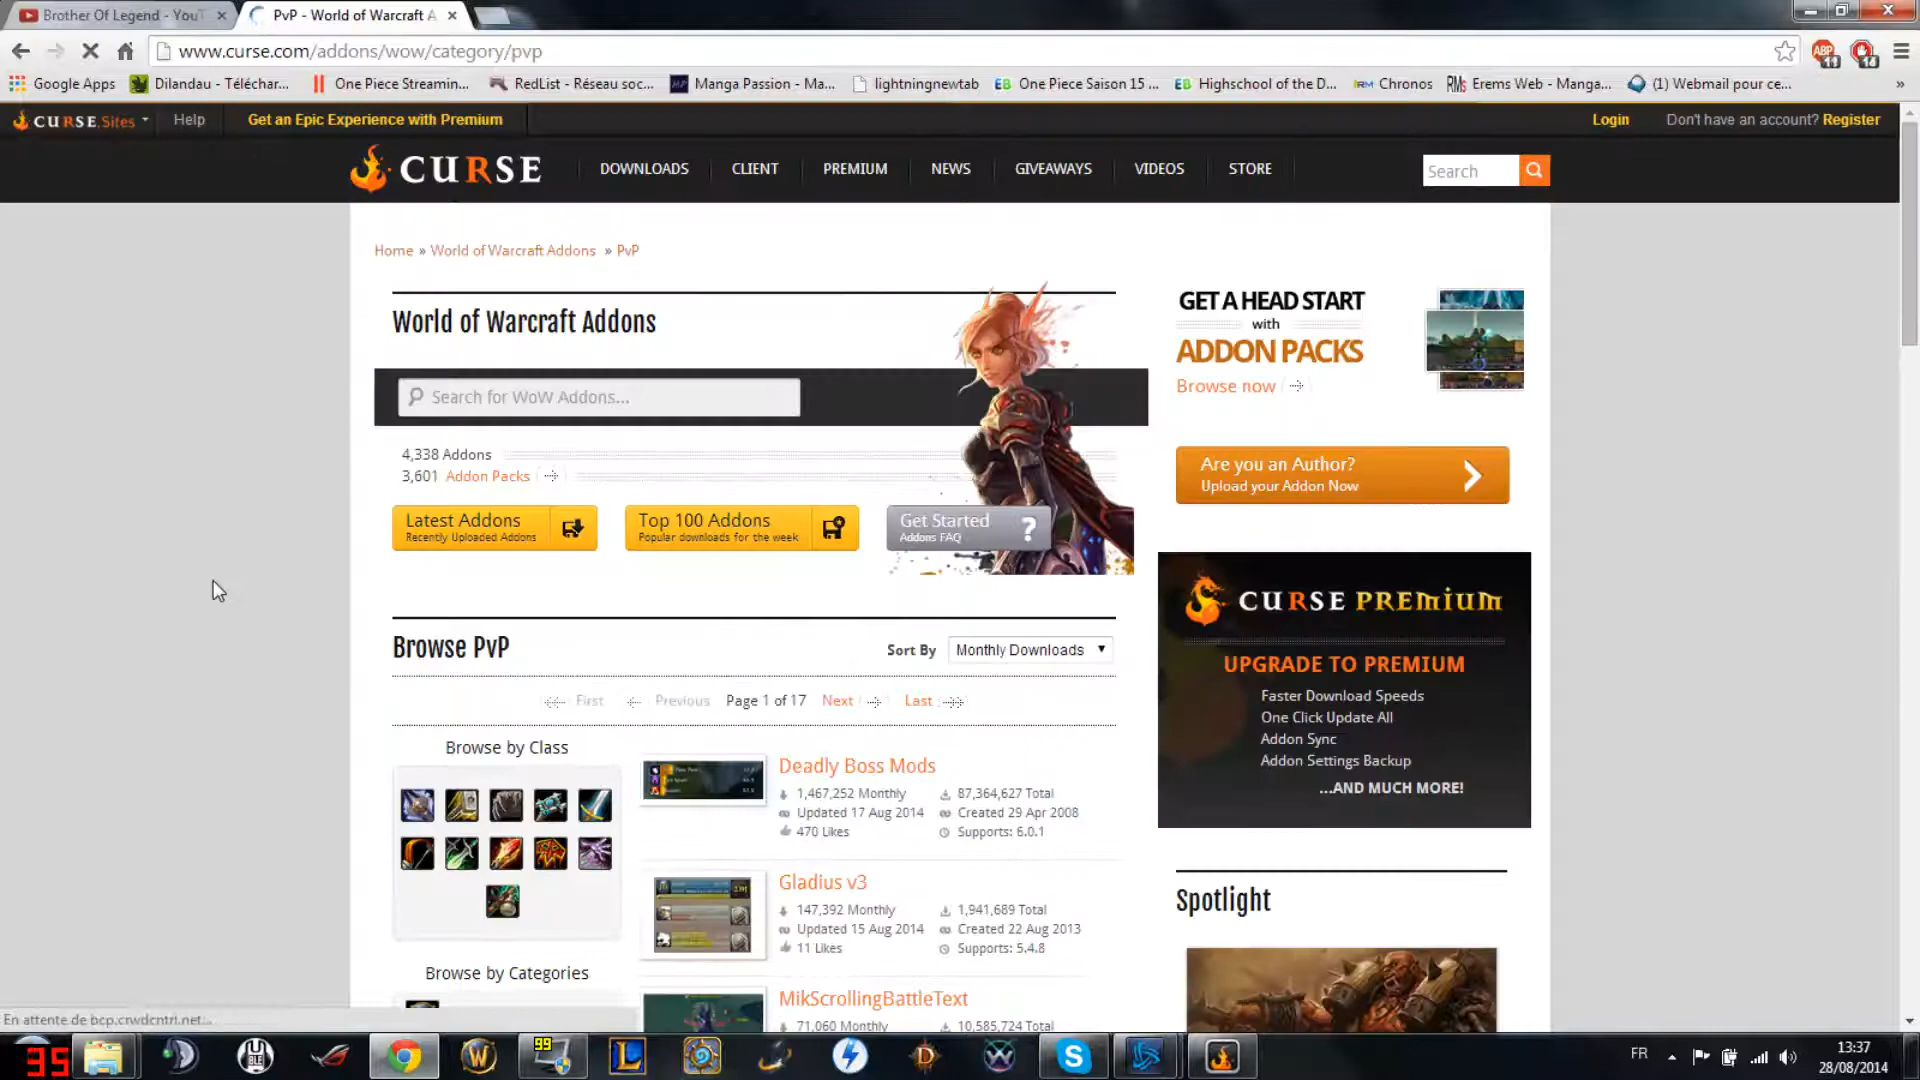 Brother Of Legend - YouT
PvP - World of Warcraft A
www.curse.com/addons/wow/category/pvp
Google Apps
Dilandau - Téléchar...
One Piece Streamin...
RedList - Réseau soc...
Manga Passion - Ma...
lightningnewtab
One Piece Saison 15 ...
Highschool of the D...
Chronos
Erems Web - Manga...
(1) Webmail pour ce...
»
CURSE.Sites
Help
Get an Epic Experience with Premium
Login
Don't have an account? Register
CURSE
DOWNLOADS
CLIENT
PREMIUM
NEWS
GIVEAWAYS
VIDEOS
STORE
Search
Home » World of Warcraft Addons » PvP
World of Warcraft Addons
Search for WoW Addons...
4,338 Addons
3,601 Addon Packs
Latest Addons
Recently Uploaded Addons
Top 100 Addons
Popular downloads for the week
Get Started
Addons FAQ
?
GET A HEAD START
with
ADDON PACKS
Browse now
Are you an Author?
Upload your Addon Now
CURSE PREMIUM
UPGRADE TO PREMIUM
Faster Download Speeds
One Click Update All
Addon Sync
Addon Settings Backup
...AND MUCH MORE!
Browse PvP
Sort By
Monthly Downloads
First
Previous
Page 1 of 17
Next
Last
Browse by Class
Deadly Boss Mods
1,467,252 Monthly
87,364,627 Total
Updated 17 Aug 2014
Created 29 Apr 2008
470 Likes
Supports: 6.0.1
Gladius v3
147,392 Monthly
1,941,689 Total
Updated 15 Aug 2014
Created 22 Aug 2013
11 Likes
Supports: 5.4.8
Browse by Categories
MikScrollingBattleText
71,060 Monthly
10,585,724 Total
Spotlight
En attente de bcp.crwdcntrl.net...
35
99
FR
13:37
28/08/2014